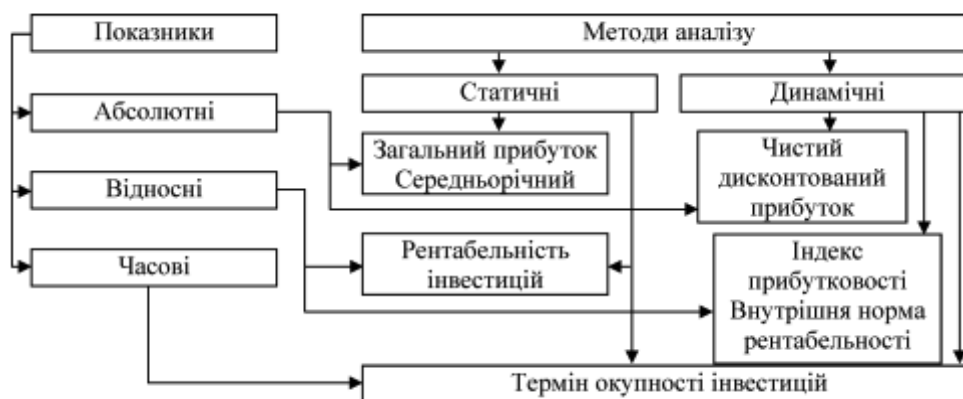 Показники
Методи аналізу
Статичні
Динамічні
Абсолютні
Загальний прибуток
Середньорічний
Чистий
дисконтований
прибуток
Відносні
Рентабельність
інвестицій
Часові
Індекс
прибутковості
Внутрішня норма
рентабельності
Термін окупності інвестицій